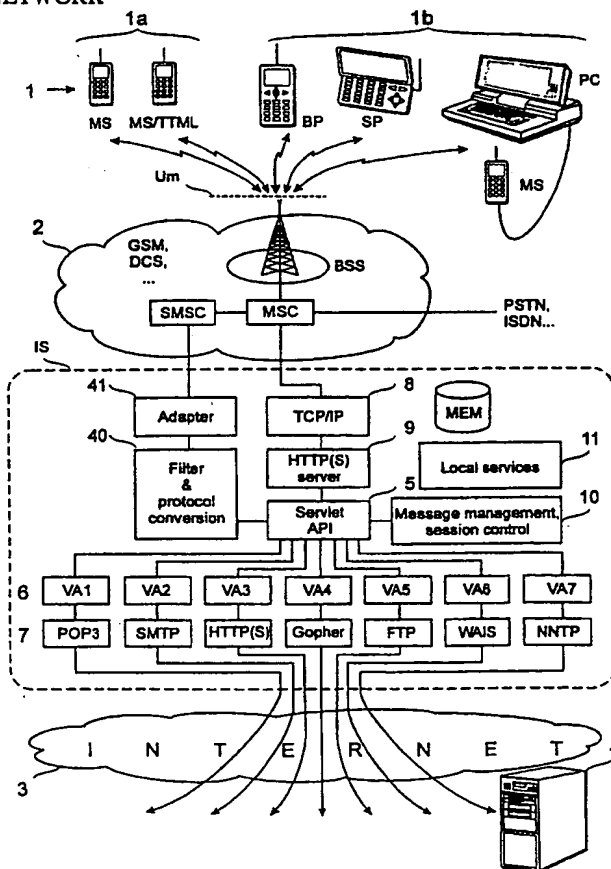 NETWORK
1a
1b
1
MS
MS/TTML
BP
SP
PC
MS
Um
2
GSM,
DCS,
...
BSS
SMSC
MSC
PSTN,
ISDN...
IS
41
Adapter
8
TCP/IP
MEM
40
Filter
&
protocol
conversion
9
HTTP(S)
server
11
Local services
5
Servlet
API
10
Message management,
session control
6
VA1
VA2
VA3
VA4
VA5
VA6
VA7
7
POP3
SMTP
HTTP(S)
Gopher
FTP
WAIS
NNTP
3
I N T E R N E T